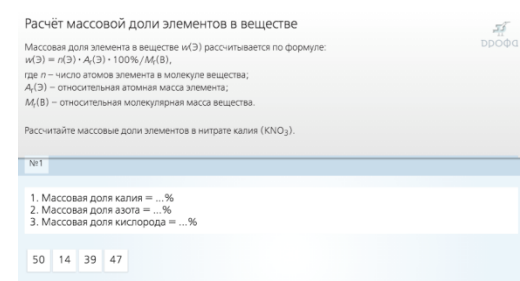 Расчёт массовой доли элементов в веществе
дрофа
Массовая доля элемента в веществе w(Э) рассчитывается по формуле:
w(Э) = n(Э) · Aᵣ(Э) · 100%/Mᵣ(В),
где n – число атомов элемента в молекуле вещества;
Aᵣ(Э) – относительная атомная масса элемента;
Mᵣ(В) – относительная молекулярная масса вещества.
Рассчитайте массовые доли элементов в нитрате калия (KNO₃).
№1
1. Массовая доля калия = ...%
2. Массовая доля азота = ...%
3. Массовая доля кислорода = ...%
50 14 39 47